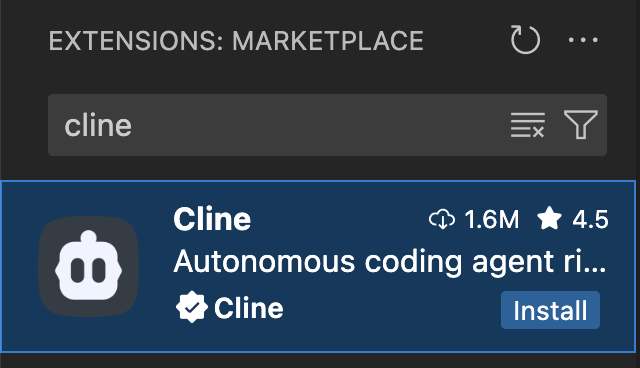 EXTENSIONS: MARKETPLACE
cline
Cline 1.6M 4.5
Autonomous coding agent ri...
Cline Install